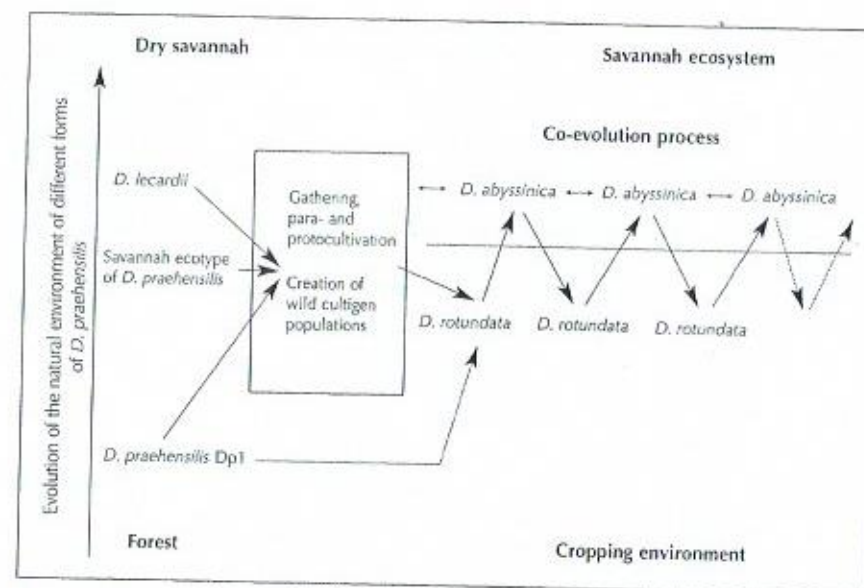 Dry savannah
Savannah ecosystem
Evolution of the natural environment of different forms
of D. praehensilis
Co-evolution process
D. lecardii
Gathering,
para- and
protocultivation
D. abyssinica
D. abyssinica
D. abyssinica
Savannah ecotype
of D. praehensilis
Creation of
wild cultigen
populations
D. rotundata
D. rotundata
D. rotundata
D. praehensilis Dp1
Forest
Cropping environment